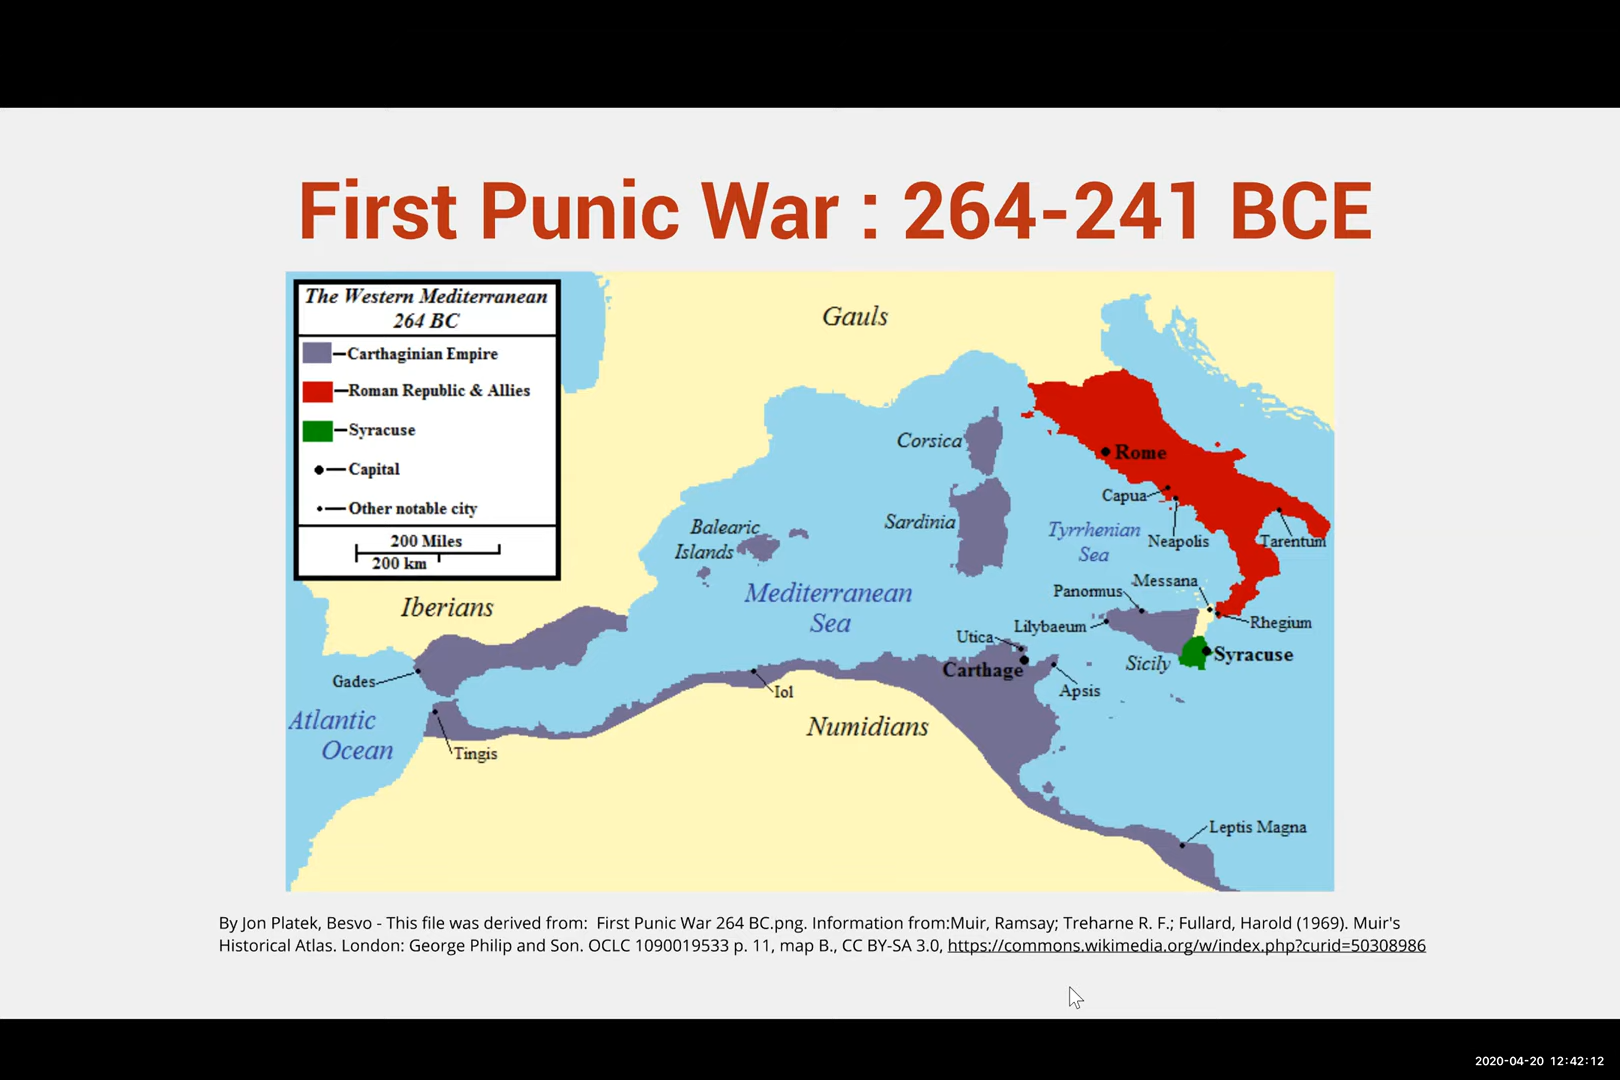 First Punic War : 264-241 BCE
The Western Mediterranean
264 BC
Carthaginian Empire
Roman Republic & Allies
Syracuse
Capital
Other notable city
200 Miles
200 km
Gauls
Corsica
Rome
Capua
Sardinia
Balearic
Islands
Tyrrhenian
Sea
Neapolis
Tarentum
Messana
Panomus
Mediterranean
Sea
Iberians
Lilybaeum
Rhegium
Utica
Carthage
Sicily
Syracuse
Gades
Iol
Apsis
Atlantic
Ocean
Numidians
Tingis
Leptis Magna
By Jon Platek, Besvo - This file was derived from:  First Punic War 264 BC.png. Information from:Muir, Ramsay; Treharne R. F.; Fullard, Harold (1969). Muir's
Historical Atlas. London: George Philip and Son. OCLC 1090019533 p. 11, map B., CC BY-SA 3.0, https://commons.wikimedia.org/w/index.php?curid=50308986
2020-04-20 12:42:12